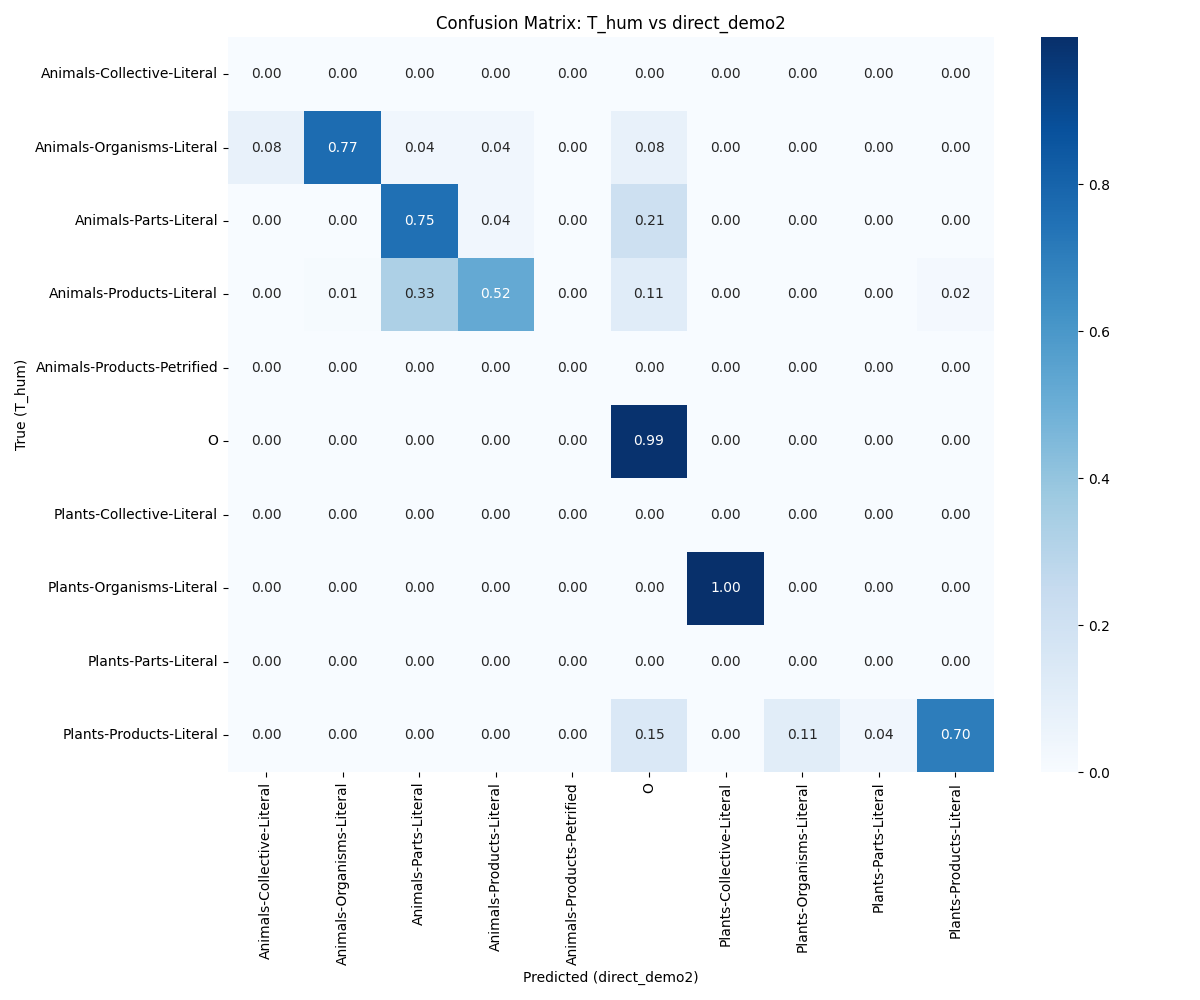 Confusion Matrix: T_hum vs direct_demo2
True (T_hum)
Animals-Collective-Literal 0.00 0.00 0.00 0.00 0.00 0.00 0.00 0.00 0.00 0.00
Animals-Organisms-Literal 0.08 0.77 0.04 0.04 0.00 0.08 0.00 0.00 0.00 0.00
Animals-Parts-Literal 0.00 0.00 0.75 0.04 0.00 0.21 0.00 0.00 0.00 0.00
Animals-Products-Literal 0.00 0.01 0.33 0.52 0.00 0.11 0.00 0.00 0.00 0.02
Animals-Products-Petrified 0.00 0.00 0.00 0.00 0.00 0.00 0.00 0.00 0.00 0.00
O 0.00 0.00 0.00 0.00 0.00 0.99 0.00 0.00 0.00 0.00
Plants-Collective-Literal 0.00 0.00 0.00 0.00 0.00 0.00 0.00 0.00 0.00 0.00
Plants-Organisms-Literal 0.00 0.00 0.00 0.00 0.00 0.00 1.00 0.00 0.00 0.00
Plants-Parts-Literal 0.00 0.00 0.00 0.00 0.00 0.00 0.00 0.00 0.00 0.00
Plants-Products-Literal 0.00 0.00 0.00 0.00 0.00 0.15 0.00 0.11 0.04 0.70
Animals-Collective-Literal
Animals-Organisms-Literal
Animals-Parts-Literal
Animals-Products-Literal
Animals-Products-Petrified
O
Plants-Collective-Literal
Plants-Organisms-Literal
Plants-Parts-Literal
Plants-Products-Literal
Predicted (direct_demo2)
0.8
0.6
0.4
0.2
0.0